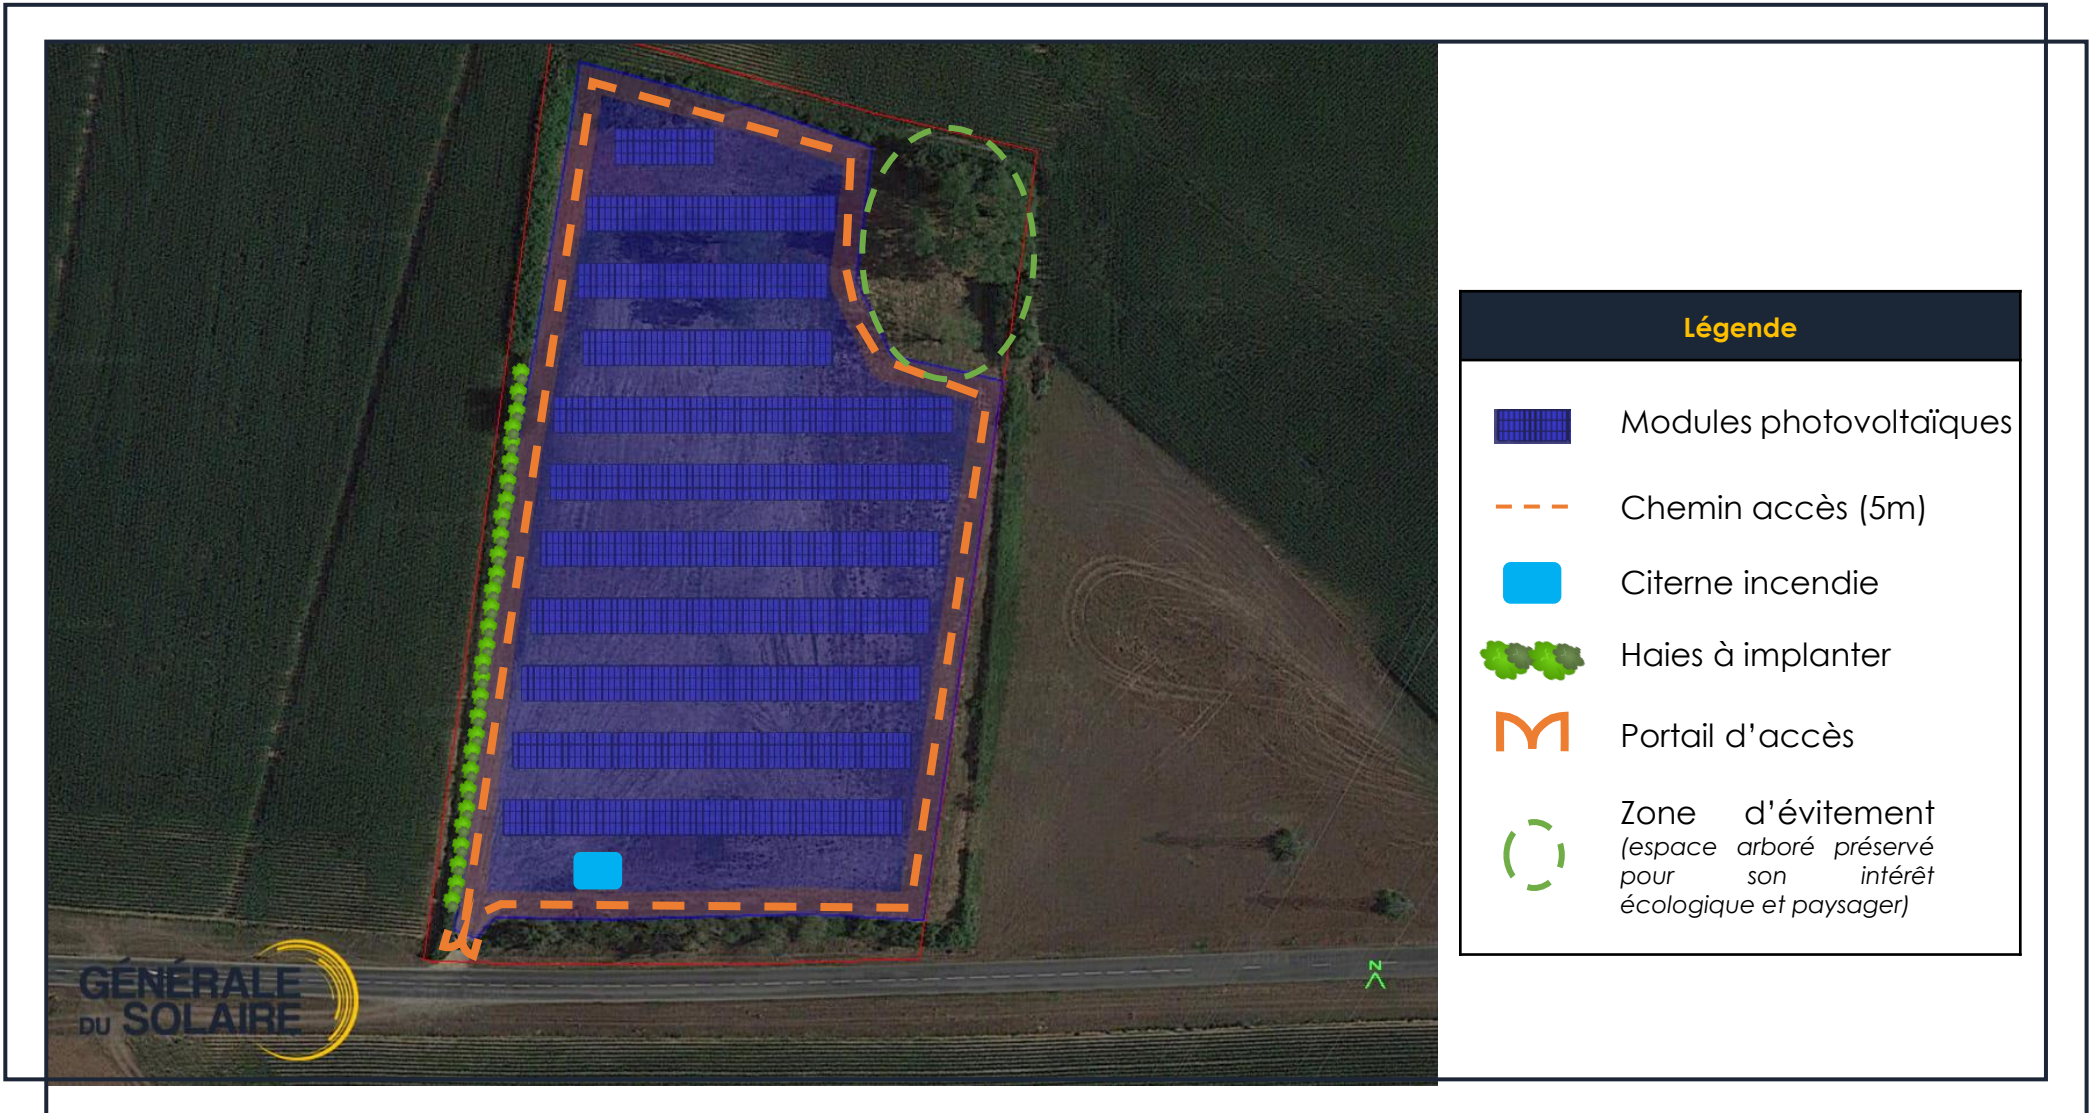 Légende
Modules photovoltaïques
Chemin accès (5m)
Citerne incendie
Haies à implanter
Portail d'accès
Zone d'évitement
(espace arboré préservé
pour son intérêt
écologique et paysager)
N
GÉNÉRALE
DU SOLAIRE